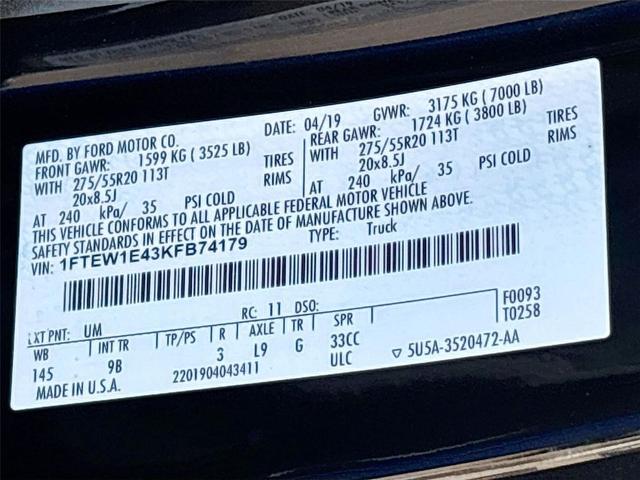 MFD. BY FORD MOTOR CO. DATE: 04/19 GVWR: 3175 KG ( 7000 LB)
FRONT GAWR: 1599 KG ( 3525 LB) REAR GAWR: 1724 KG ( 3800 LB)
WITH 275/55R20 113T TIRES WITH 275/55R20 113T TIRES
20x8.5J RIMS 20x8.5J RIMS
AT 240 kPa/ 35 PSI COLD AT 240 kPa/ 35 PSI COLD
THIS VEHICLE CONFORMS TO ALL APPLICABLE FEDERAL MOTOR VEHICLE
SAFETY STANDARDS IN EFFECT ON THE DATE OF MANUFACTURE SHOWN ABOVE.
VIN: 1FTEW1E43KFB74179 TYPE: Truck
EXT PNT: UM RC: 11 DSO: F0093
WB INT TR TP/PS R AXLE TR SPR T0258
145 9B 3 L9 G 33CC
ULC ▽ 5U5A-3520472-AA
MADE IN U.S.A. 2201904043411